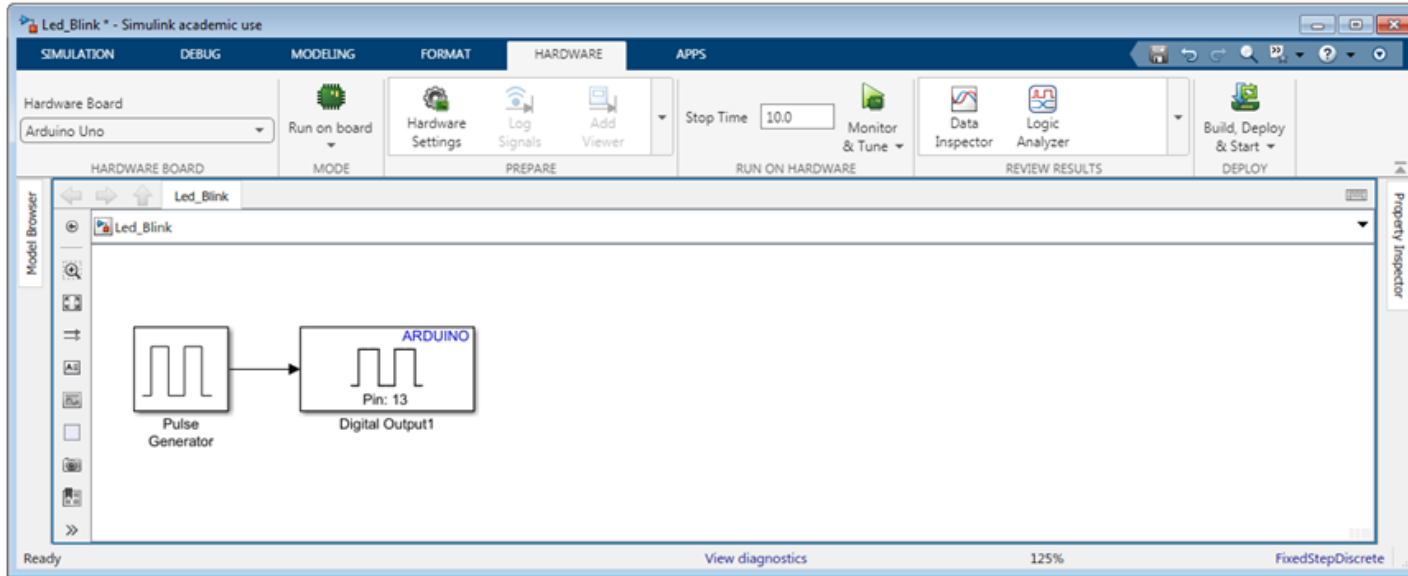 Led_Blink * - Simulink academic use
SIMULATION DEBUG MODELING FORMAT HARDWARE APPS
Hardware Board
Arduino Uno
HARDWARE BOARD
Run on board
MODE
Hardware
Settings
Log
Signals
Add
Viewer
PREPARE
Stop Time 10.0
Monitor
& Tune
RUN ON HARDWARE
Data
Inspector
Logic
Analyzer
REVIEW RESULTS
Build, Deploy
& Start
DEPLOY
Model Browser
Led_Blink
Led_Blink
Property Inspector
Pulse
Generator
ARDUINO
Pin: 13
Digital Output1
Ready View diagnostics 125% FixedStepDiscrete